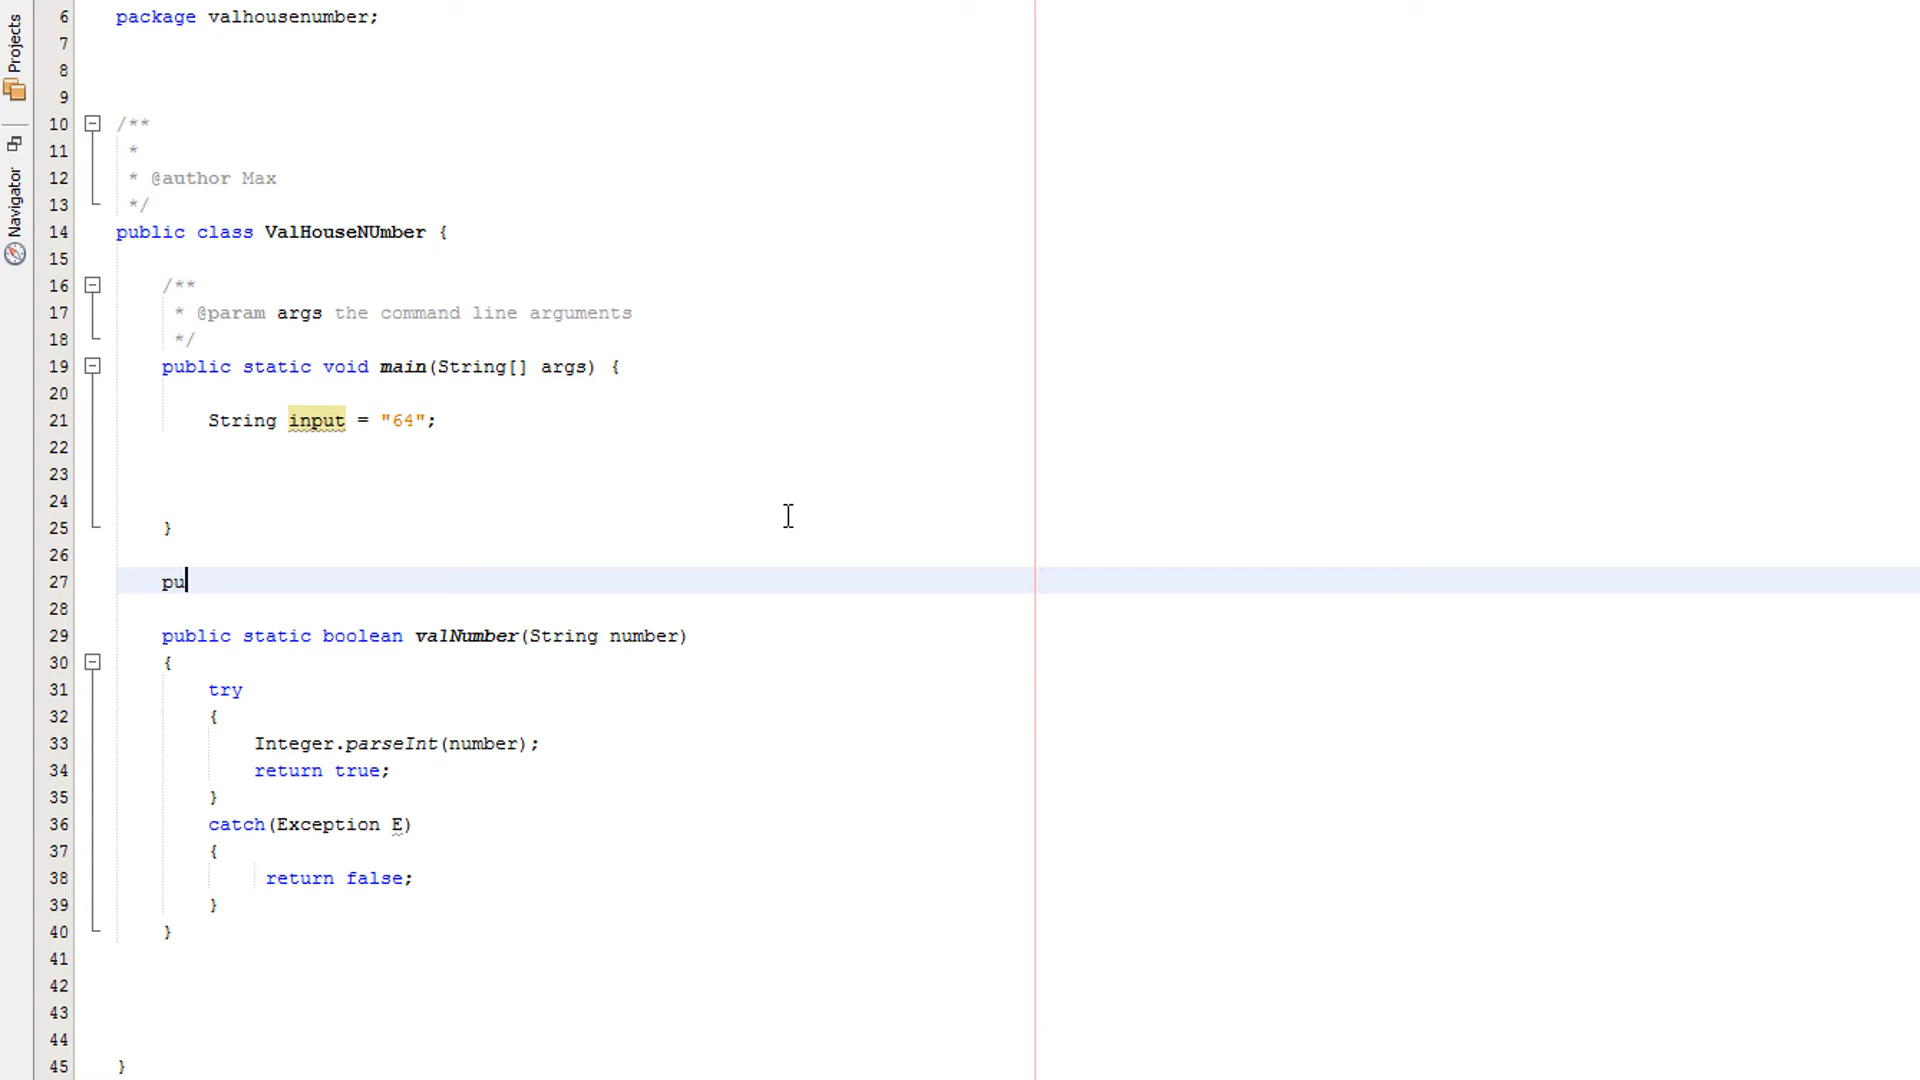 Projects
Navigator
6 package valhousenumber;
7
8
9
10 /**
11 *
12 * @author Max
13 */
14 public class ValHouseNUmber {
15
16 /**
17 * @param args the command line arguments
18 */
19 public static void main(String[] args) {
20
21 String input = "64";
22
23
24
25 }
26
27 pu
28
29 public static boolean valNumber(String number)
30 {
31 try
32 {
33 Integer.parseInt(number);
34 return true;
35 }
36 catch(Exception E)
37 {
38 return false;
39 }
40 }
41
42
43
44
45 }